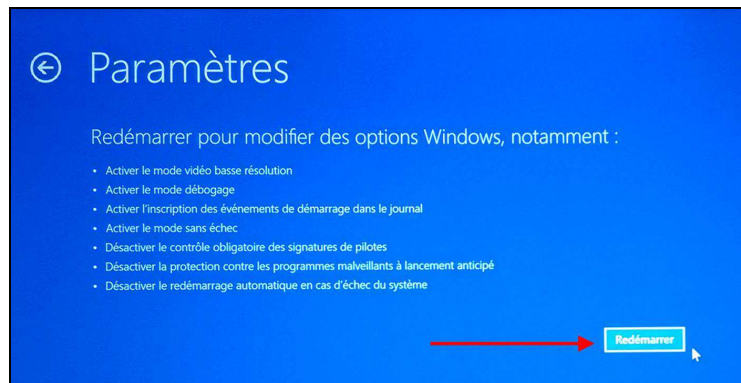 Paramètres
Redémarrer pour modifier des options Windows, notamment :
• Activer le mode vidéo basse résolution
• Activer le mode débogage
• Activer l'inscription des événements de démarrage dans le journal
• Activer le mode sans échec
• Désactiver le contrôle obligatoire des signatures de pilotes
• Désactiver la protection contre les programmes malveillants à lancement anticipé
• Désactiver le redémarrage automatique en cas d'échec du système
Redémarrer